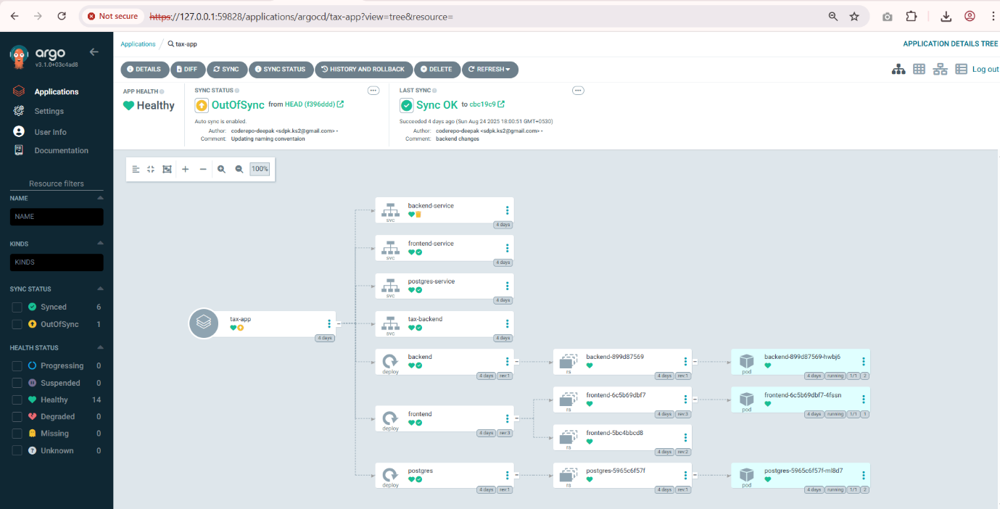 Not secure
https://127.0.0.1:59828/applications/argocd/tax-app?view=tree&resource=
argo
v3.1.0+03c4ad8
Applications
Settings
User Info
Documentation
Resource filters
NAME
NAME
KINDS
KINDS
SYNC STATUS
Synced 6
OutOfSync 1
HEALTH STATUS
Progressing 0
Suspended 0
Healthy 14
Degraded 0
Missing 0
Unknown 0
Applications / tax-app
APPLICATION DETAILS TREE
DETAILS DIFF SYNC SYNC STATUS HISTORY AND ROLLBACK DELETE REFRESH
Log out
APP HEALTH
Healthy
SYNC STATUS
OutOfSync from HEAD (f396ddd)
Auto sync is enabled.
Author: coderepo-deepak <sdpk.ks2@gmail.com> -
Comment: Updating naming conventaion
LAST SYNC
Sync OK to cbc19c9
Succeeded 4 days ago (Sun Aug 24 2025 18:00:51 GMT+0530)
Author: coderepo-deepak <sdpk.ks2@gmail.com> -
Comment: backend changes
100%
tax-app
4 days
backend-service
svc
4 days
frontend-service
svc
4 days
postgres-service
svc
4 days
tax-backend
svc
4 days
backend
deploy
4 days rev:1
backend-899d87569
rs
4 days rev:1
backend-899d87569-hwbj6
pod
4 days running 1/1 2
frontend
deploy
4 days rev:3
frontend-6c5b69dbf7
rs
4 days rev:3
frontend-6c5b69dbf7-4fssn
pod
4 days running 1/1 1
frontend-5bc4bbcd8
rs
4 days rev:2
postgres
deploy
4 days rev:1
postgres-5965c6f57f
rs
4 days rev:1
postgres-5965c6f57f-ml8d7
pod
4 days running 1/1 2